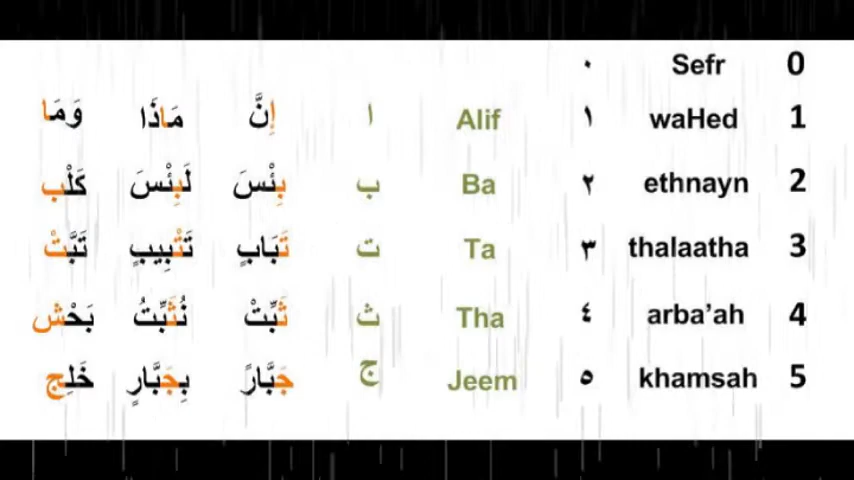 0 Sefr ٠
1 waHed ١ Alif ا إِنَّ مَاذَا وَمَا
2 ethnayn ٢ Ba ب بِئْسَ لَبِئْسَ كَلْب
3 thalaatha ٣ Ta ت تَبَابٍ تَتْبِيبٍ تَبَّتْ
4 arba’ah ٤ Tha ث ثَبِّتْ نُثَبِّتُ بَحْش
5 khamsah ٥ Jeem ج جَبَّارً بِجَبَّارٍ خَلِج